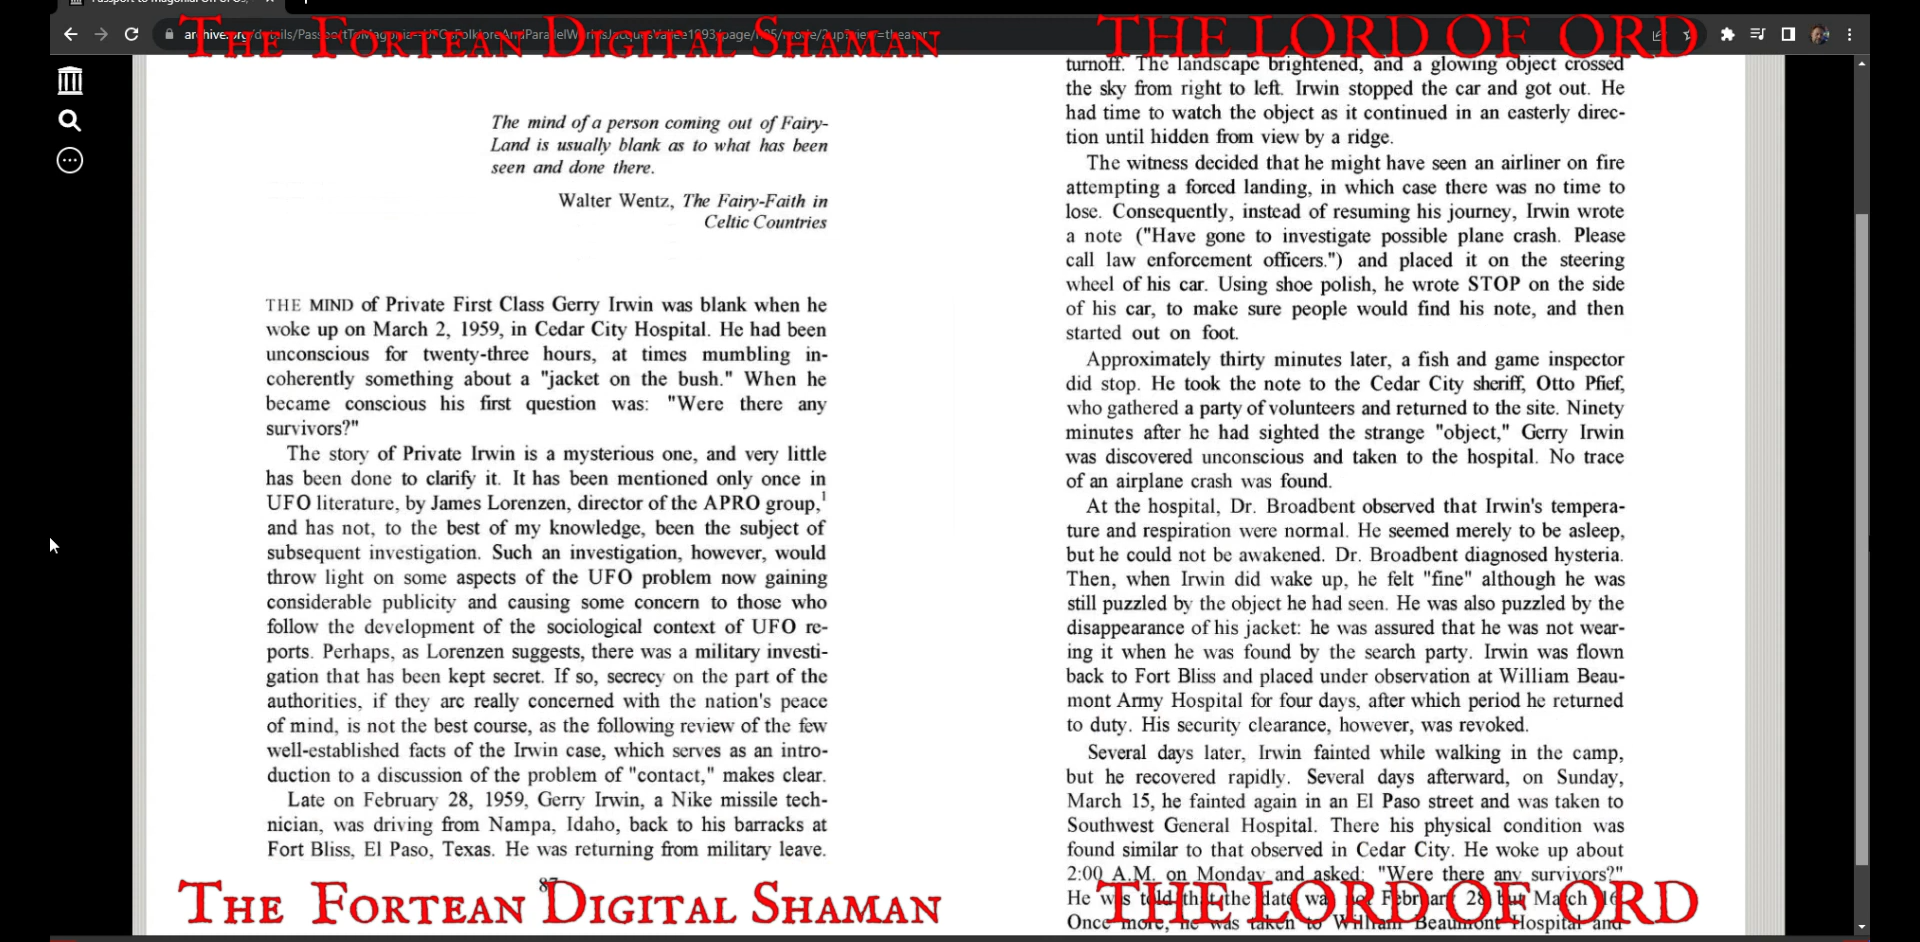 THE FORTEAN DIGITAL SHAMAN
THE LORD OF ORD
The mind of a person coming out of Fairy-
Land is usually blank as to what has been
seen and done there.
Walter Wentz, The Fairy-Faith in
Celtic Countries
THE MIND of Private First Class Gerry Irwin was blank when he
woke up on March 2, 1959, in Cedar City Hospital. He had been
unconscious for twenty-three hours, at times mumbling in-
coherently something about a "jacket on the bush." When he
became conscious his first question was: "Were there any
survivors?"
The story of Private Irwin is a mysterious one, and very little
has been done to clarify it. It has been mentioned only once in
UFO literature, by James Lorenzen, director of the APRO group,1
and has not, to the best of my knowledge, been the subject of
subsequent investigation. Such an investigation, however, would
throw light on some aspects of the UFO problem now gaining
considerable publicity and causing some concern to those who
follow the development of the sociological context of UFO re-
ports. Perhaps, as Lorenzen suggests, there was a military investi-
gation that has been kept secret. If so, secrecy on the part of the
authorities, if they are really concerned with the nation's peace
of mind, is not the best course, as the following review of the few
well-established facts of the Irwin case, which serves as an intro-
duction to a discussion of the problem of "contact," makes clear.
Late on February 28, 1959, Gerry Irwin, a Nike missile tech-
nician, was driving from Nampa, Idaho, back to his barracks at
Fort Bliss, El Paso, Texas. He was returning from military leave.
turnoff. The landscape brightened, and a glowing object crossed
the sky from right to left. Irwin stopped the car and got out. He
had time to watch the object as it continued in an easterly direc-
tion until hidden from view by a ridge.
The witness decided that he might have seen an airliner on fire
attempting a forced landing, in which case there was no time to
lose. Consequently, instead of resuming his journey, Irwin wrote
a note ("Have gone to investigate possible plane crash. Please
call law enforcement officers.") and placed it on the steering
wheel of his car. Using shoe polish, he wrote STOP on the side
of his car, to make sure people would find his note, and then
started out on foot.
Approximately thirty minutes later, a fish and game inspector
did stop. He took the note to the Cedar City sheriff, Otto Pfief,
who gathered a party of volunteers and returned to the site. Ninety
minutes after he had sighted the strange "object," Gerry Irwin
was discovered unconscious and taken to the hospital. No trace
of an airplane crash was found.
At the hospital, Dr. Broadbent observed that Irwin's tempera-
ture and respiration were normal. He seemed merely to be asleep,
but he could not be awakened. Dr. Broadbent diagnosed hysteria.
Then, when Irwin did wake up, he felt "fine" although he was
still puzzled by the object he had seen. He was also puzzled by the
disappearance of his jacket: he was assured that he was not wear-
ing it when he was found by the search party. Irwin was flown
back to Fort Bliss and placed under observation at William Beau-
mont Army Hospital for four days, after which period he returned
to duty. His security clearance, however, was revoked.
Several days later, Irwin fainted while walking in the camp,
but he recovered rapidly. Several days afterward, on Sunday,
March 15, he fainted again in an El Paso street and was taken to
Southwest General Hospital. There his physical condition was
found similar to that observed in Cedar City. He woke up about
2:00 A.M. on Monday and asked: "Were there any survivors?"
He was told that the date was not February 28 but March 16.
Once more, he was taken to William Beaumont Hospital and
THE FORTEAN DIGITAL SHAMAN
THE LORD OF ORD